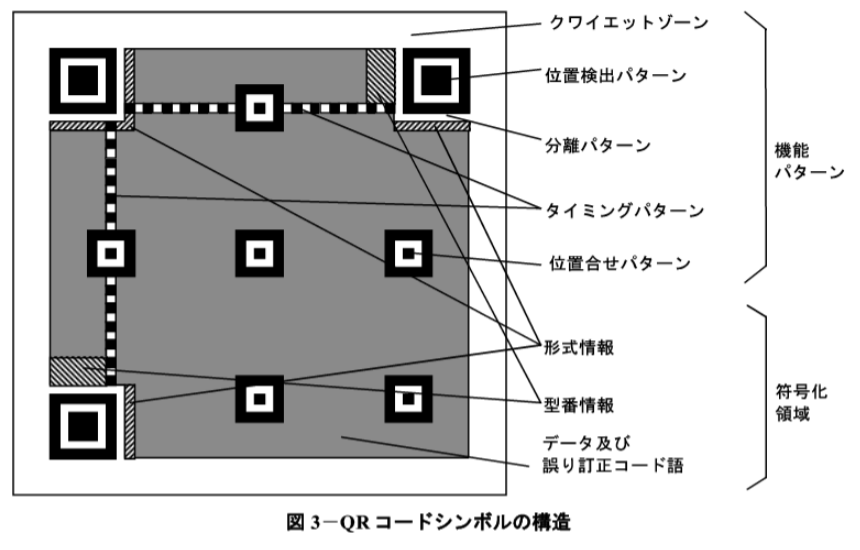 クワイエットゾーン
位置検出パターン
分離パターン
機能
パターン
タイミングパターン
位置合せパターン
形式情報
型番情報
符号化
領域
データ及び
誤り訂正コード語
図 3－QR コードシンボルの構造